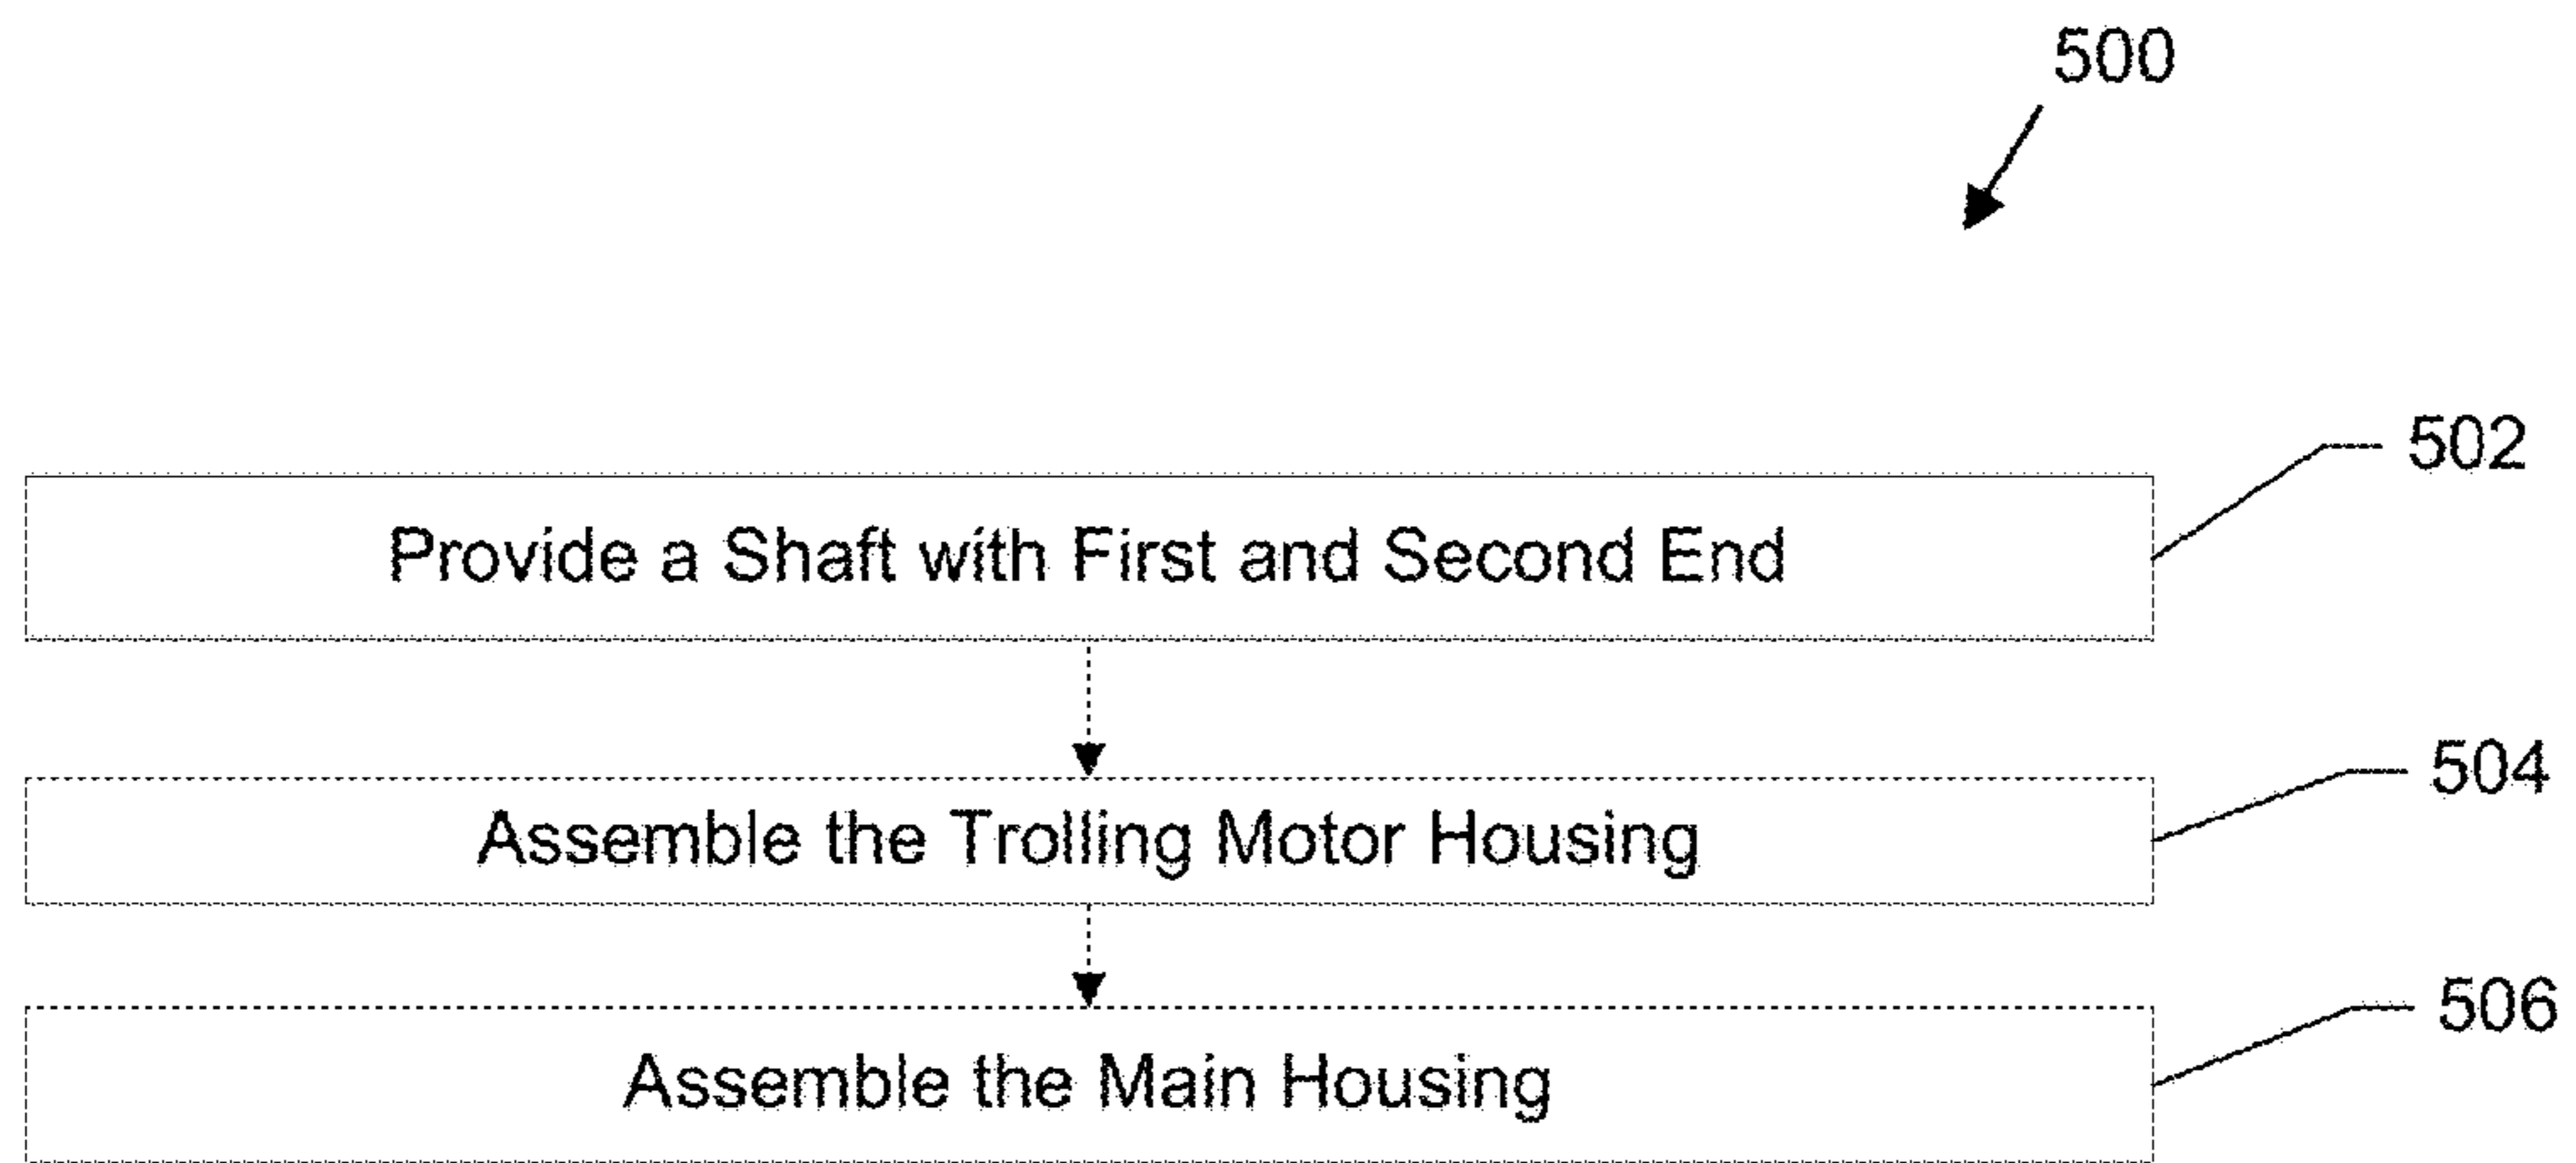 500
502
Provide a Shaft with First and Second End
504
Assemble the Trolling Motor Housing
506
Assemble the Main Housing